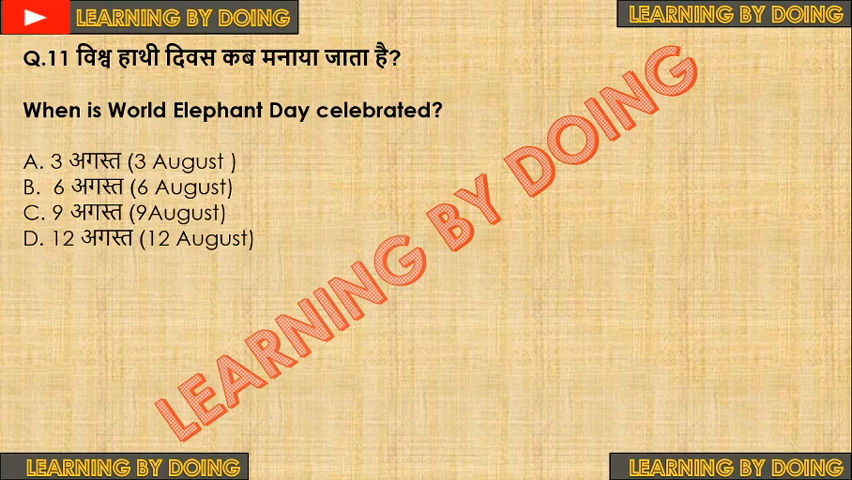 LEARNING BY DOING
LEARNING BY DOING
Q.11 विश्व हाथी दिवस कब मनाया जाता है?
When is World Elephant Day celebrated?
A. 3 अगस्त (3 August )
B.  6 अगस्त (6 August)
C. 9 अगस्त (9August)
D. 12 अगस्त (12 August)
LEARNING BY DOING
LEARNING BY DOING
LEARNING BY DOING